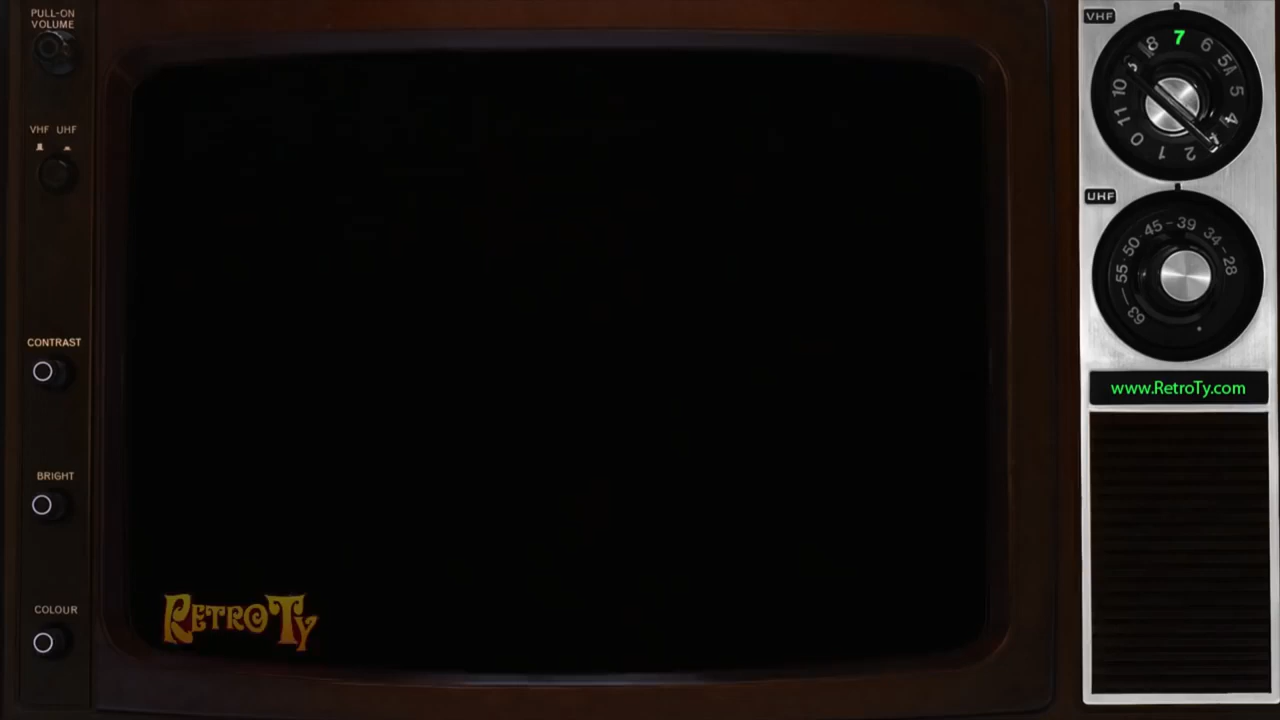 PULL-ON
VOLUME
VHF UHF
CONTRAST
BRIGHT
COLOUR
RetroTy
VHF
7
6
5A
5
4
2
1
0
11
10
8
UHF
63 55 50 45 39 34 28
www.RetroTy.com